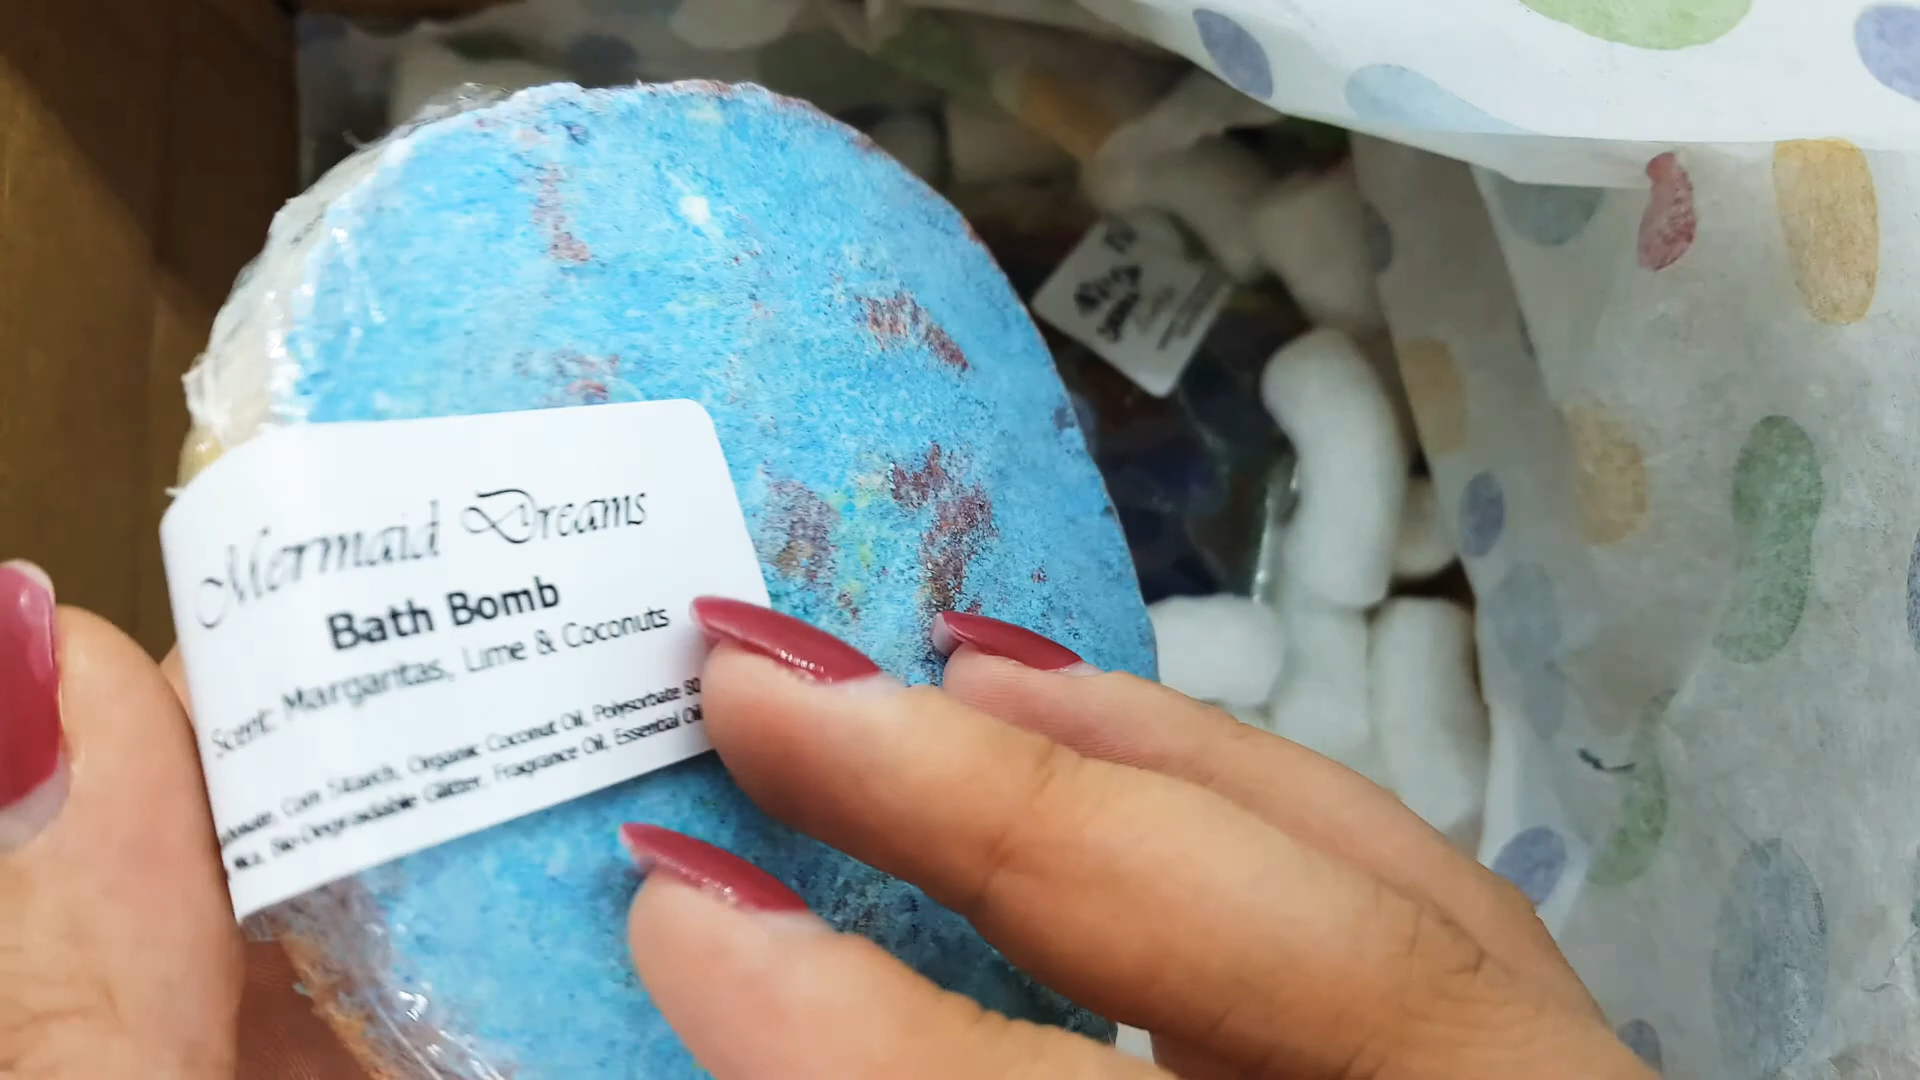 Mermaid Dreams
Bath Bomb
Scent: Margaritas, Lime & Coconuts
Corn Starch, Organic Coconut Oil, Polysorbate 80
Bio-Degradable Glitter, Fragrance Oil, Essential Oil